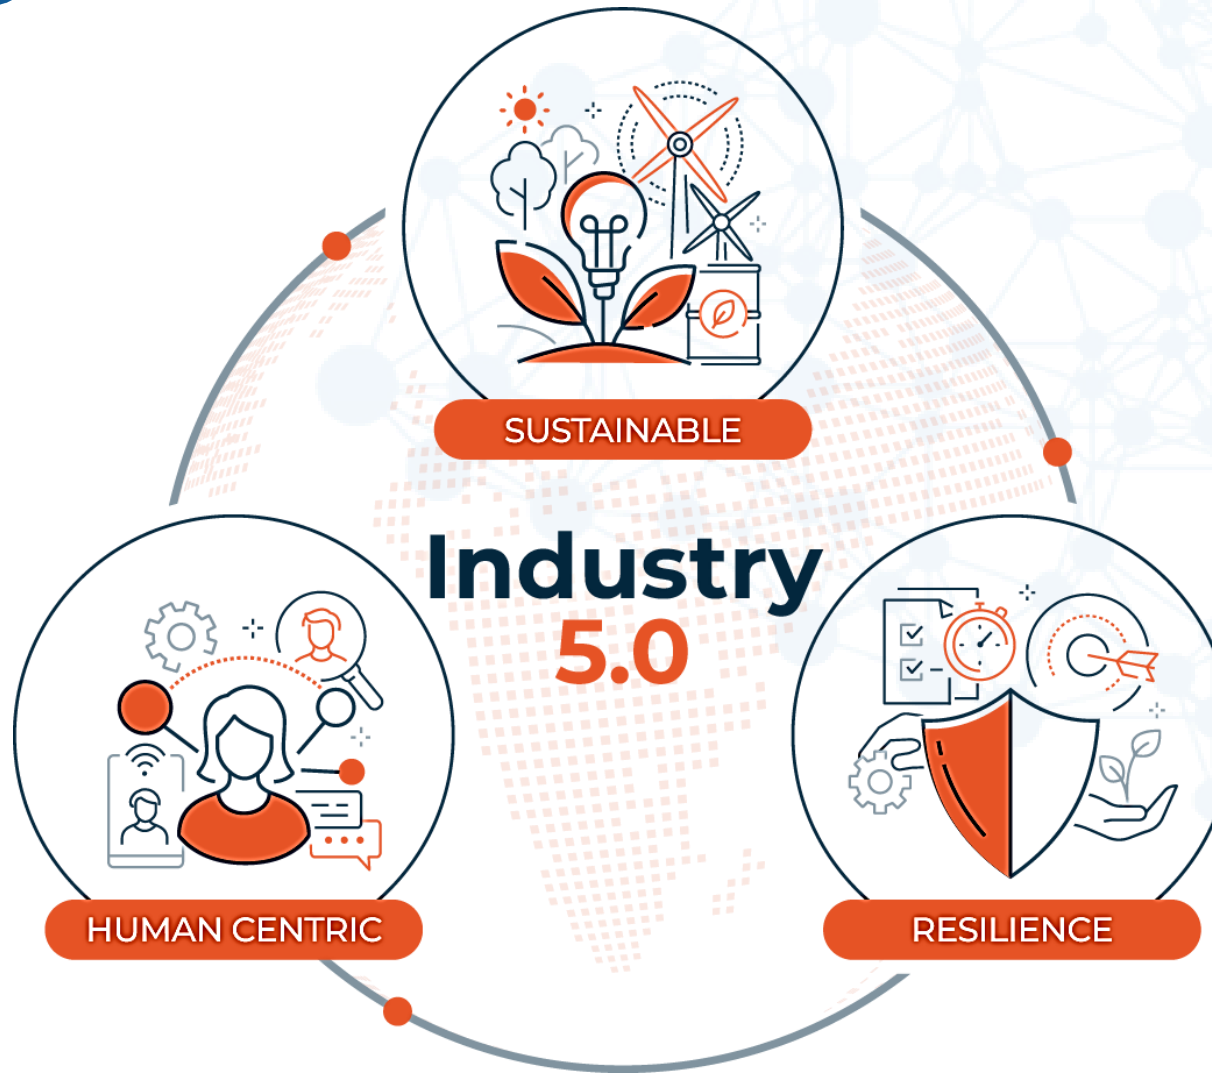 SUSTAINABLE
Industry
5.0
HUMAN CENTRIC
RESILIENCE